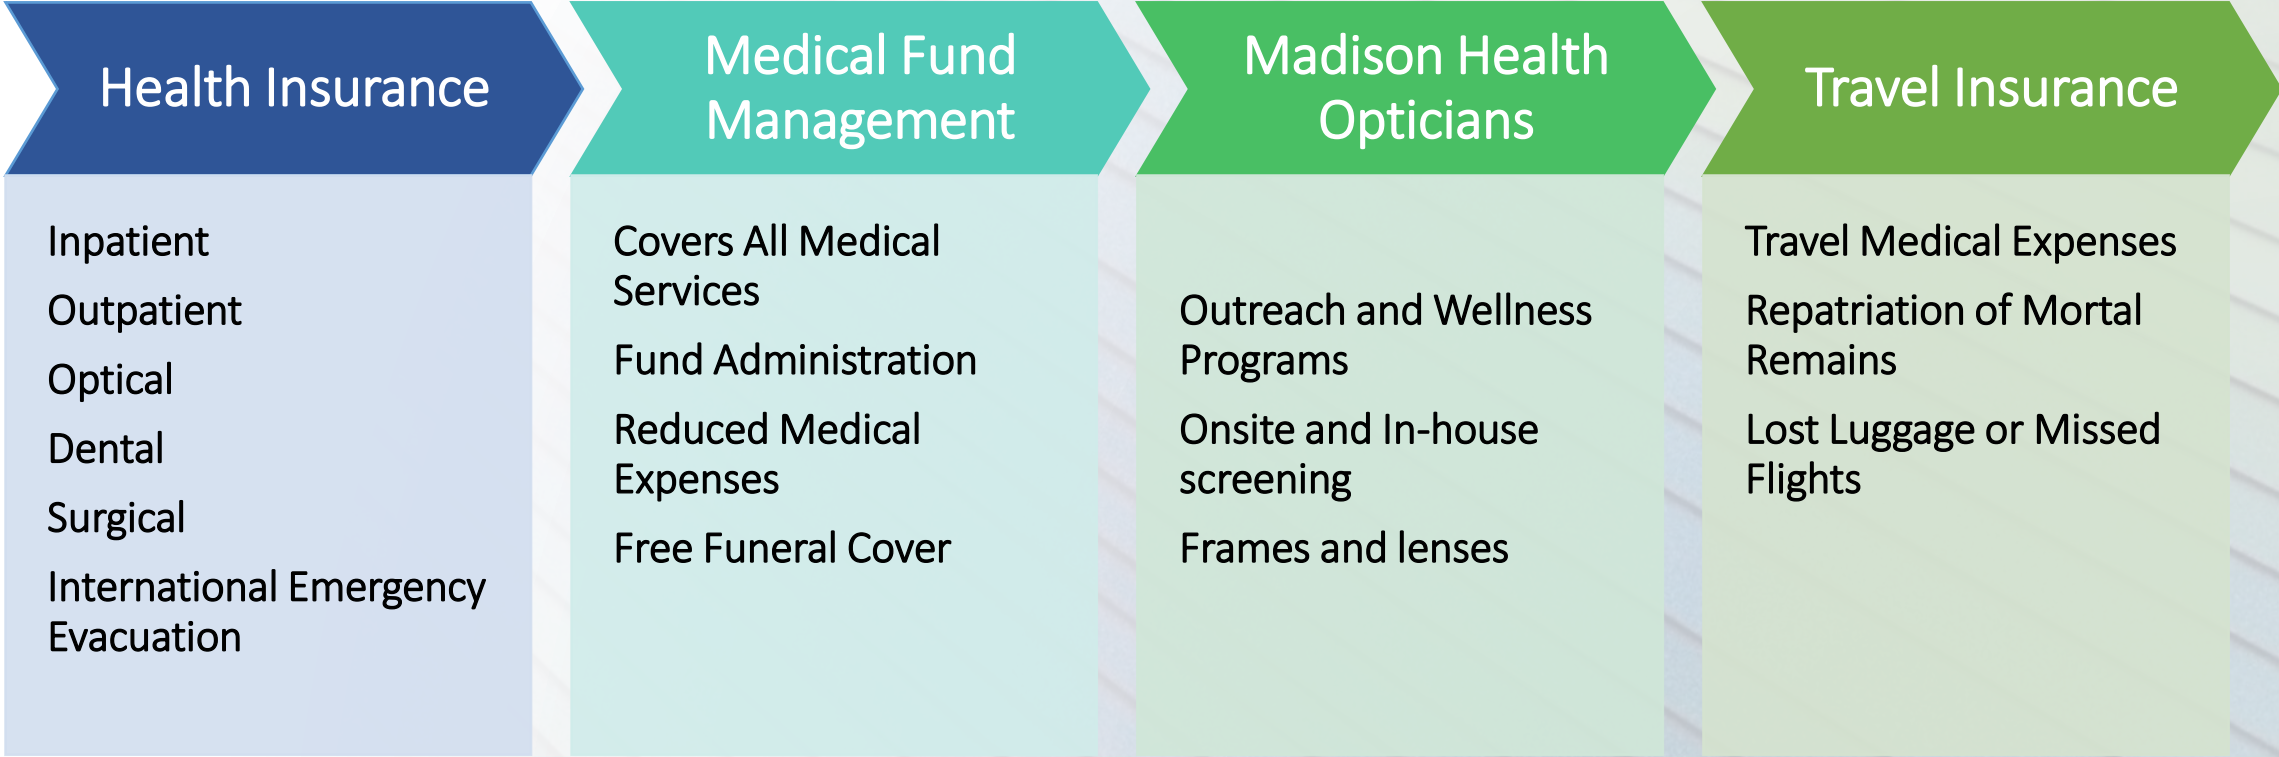 Health Insurance
Inpatient
Outpatient
Optical
Dental
Surgical
International Emergency
Evacuation
Medical Fund
Management
Covers All Medical
Services
Fund Administration
Reduced Medical
Expenses
Free Funeral Cover
Madison Health
Opticians
Outreach and Wellness
Programs
Onsite and In-house
screening
Frames and lenses
Travel Insurance
Travel Medical Expenses
Repatriation of Mortal
Remains
Lost Luggage or Missed
Flights